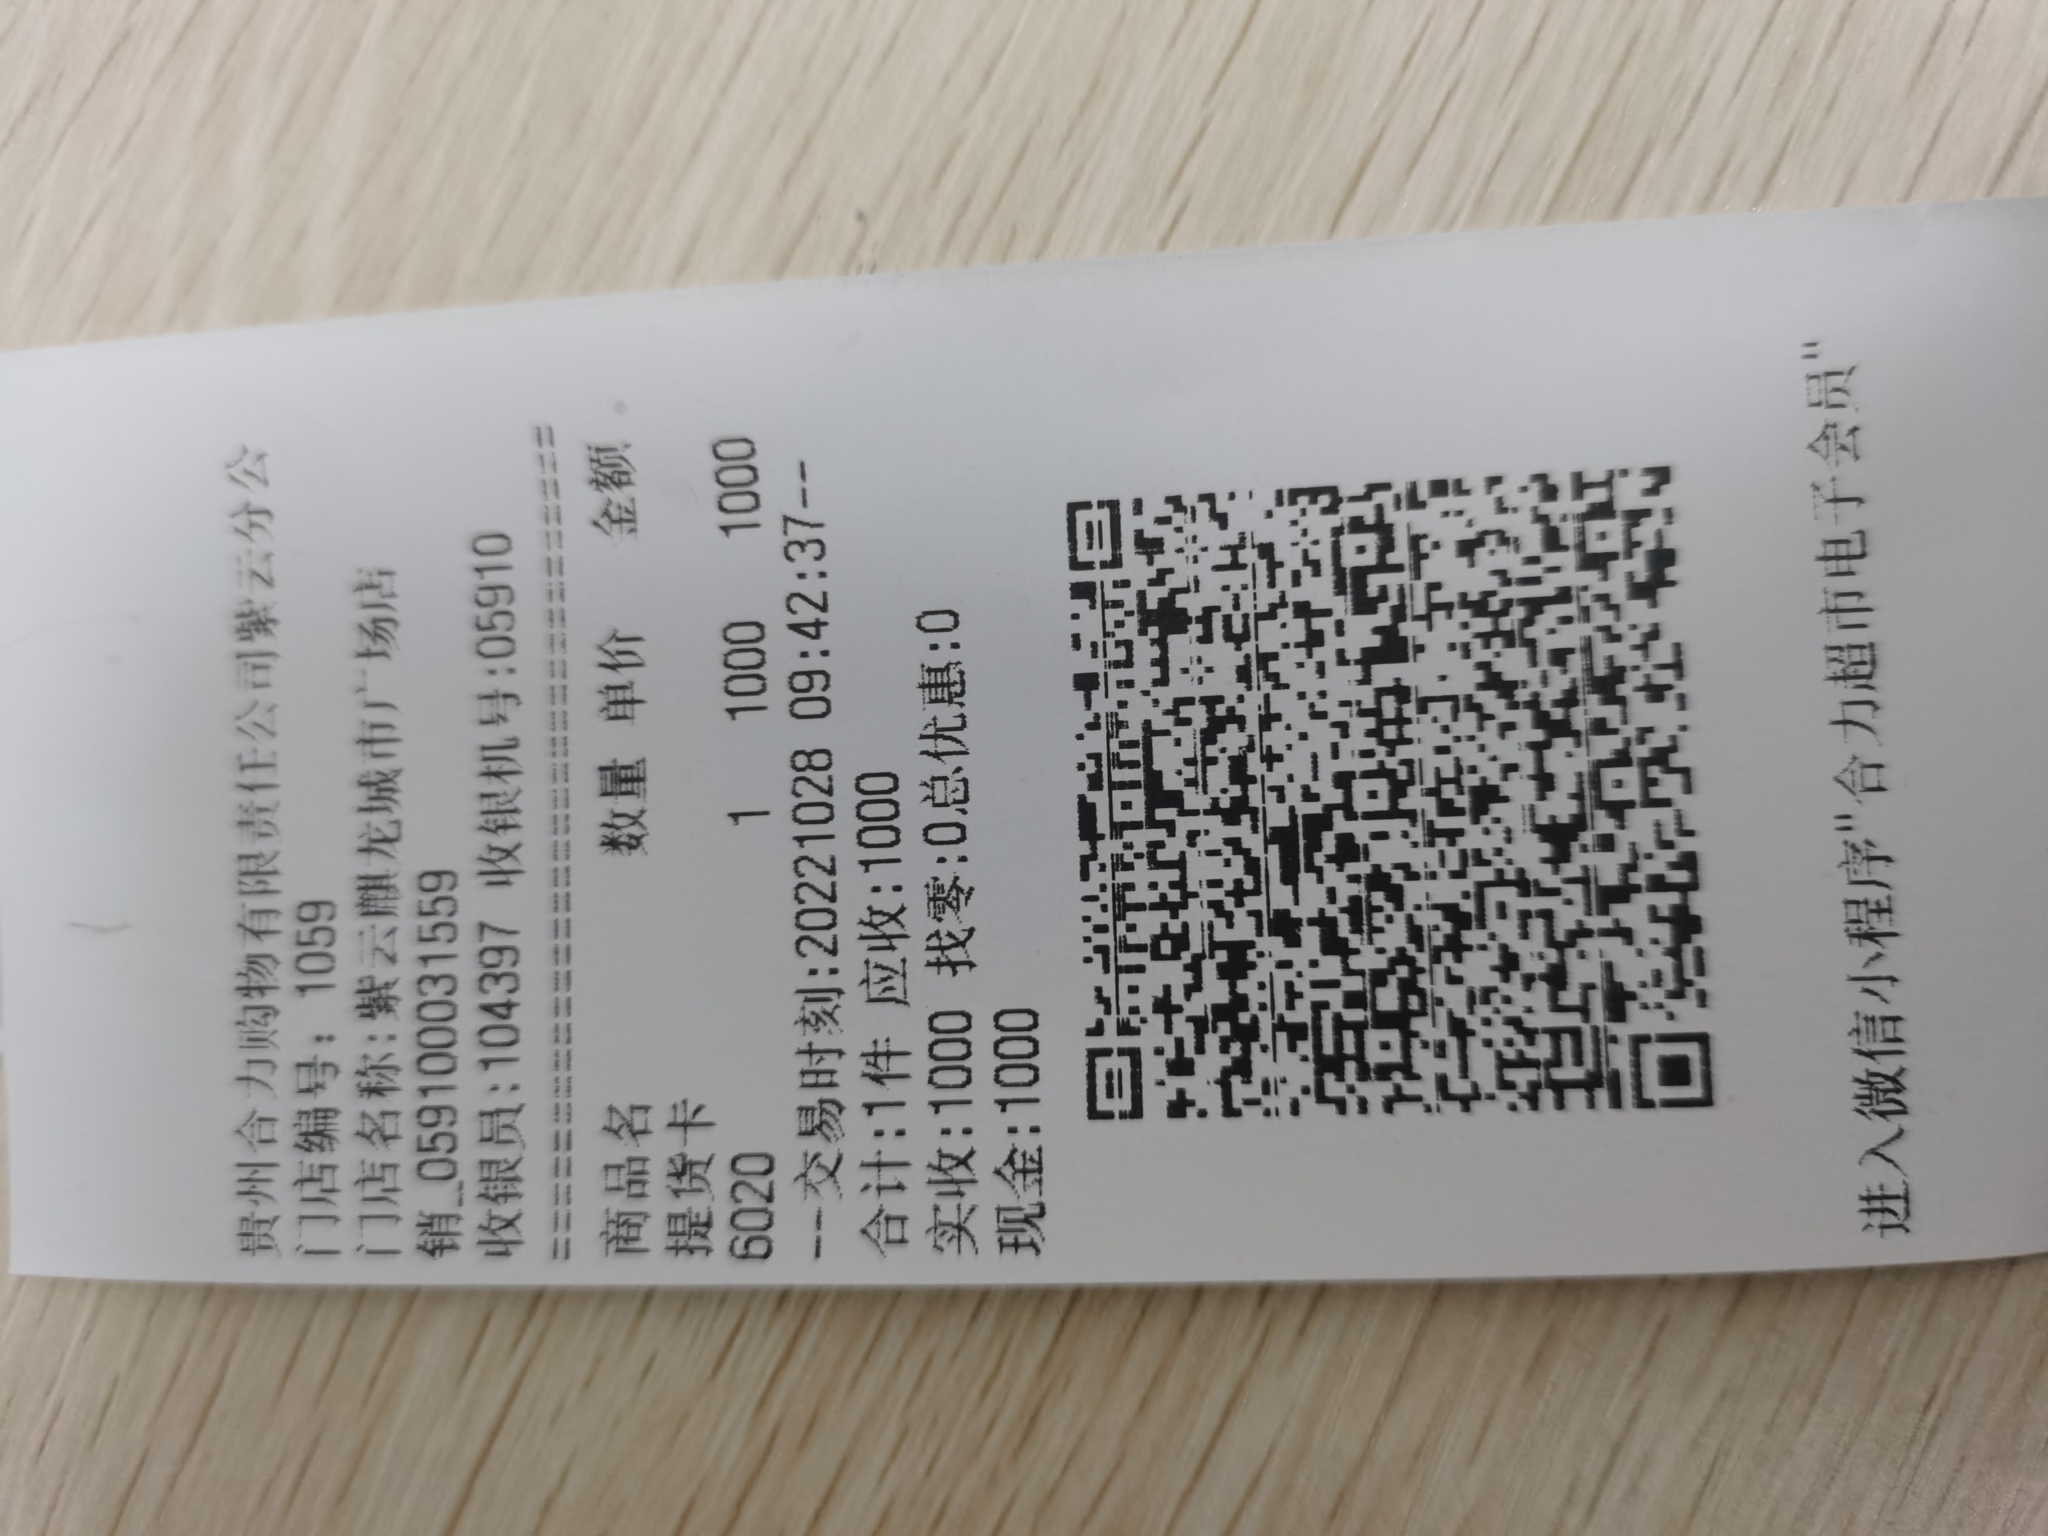 贵州合力购物有限责任公司紫云分公
门店编号: 1059
门店名称:紫云麒龙城市广场店
销_0591000031559
收银员:104397 收银机号:05910
商品名 数量 单价 金额
提货卡
6020 1 1000 1000
--交易时刻:20221028 09:42:37--
合计:1件 应收:1000
实收:1000 找零:0总优惠:0
现金:1000
进入微信小程序"合力超市电子会员"